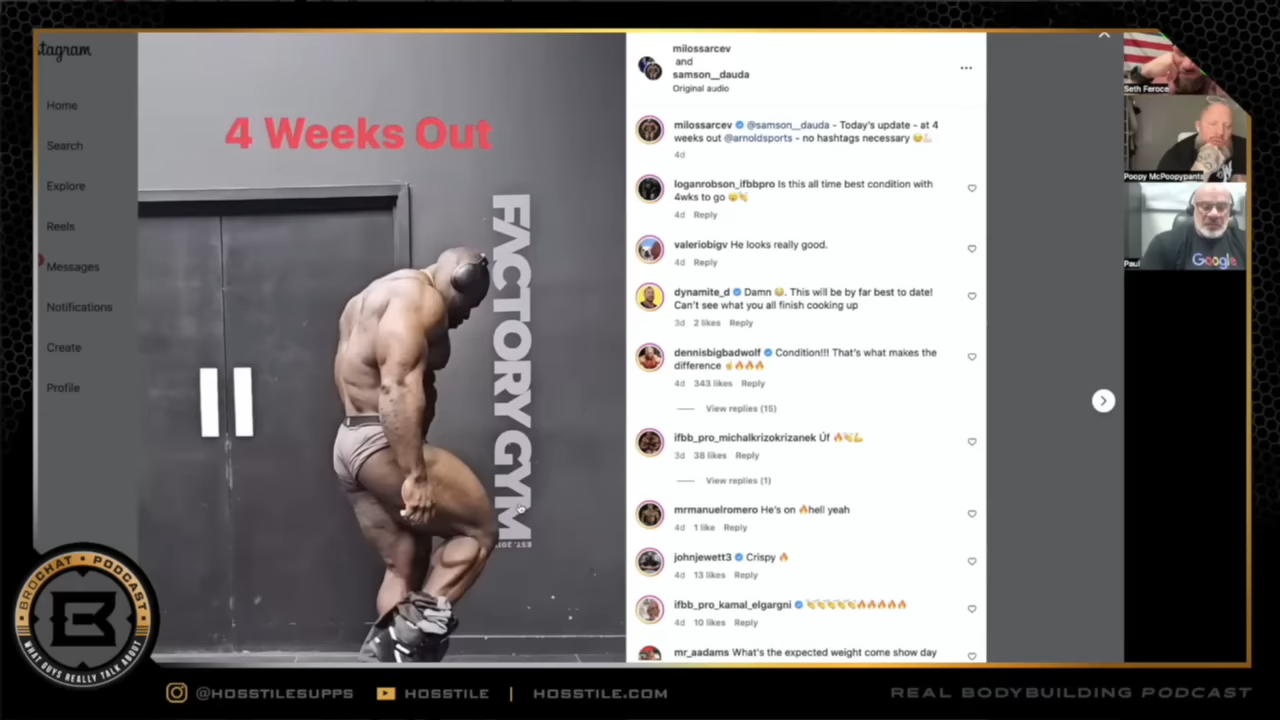 stagram
Home
Search
Explore
Reels
Messages
Notifications
Create
Profile
4 Weeks Out
FACTORY GYM
milossarcev
and
samson__dauda
Original audio
milossarcev @samson__dauda - Today's update - at 4
weeks out @arnoldsports - no hashtags necessary 😂💪🏻
4d
loganrobson_ifbbpro Is this all time best condition with
4wks to go
4d Reply
valeriobigv He looks really good.
4d Reply
dynamite_d Damn . This will be by far best to date!
Can't see what you all finish cooking up
3d 2 likes Reply
dennisbigbadwolf Condition!!! That's what makes the
difference ☝️🔥🔥🔥
4d 343 likes Reply
View replies (15)
ifbb_pro_michalkrizokrizanek Úf 🔥👏💪
3d 38 likes Reply
View replies (1)
mrmanuelromero He's on 🔥hell yeah
4d 1 like Reply
johnjewett3 Crispy 🔥
4d 13 likes Reply
ifbb_pro_kamal_elgargni 👏👏👏👏👏🔥🔥🔥🔥🔥
4d 10 likes Reply
mr_aadams What's the expected weight come show day
Seth Feroce
Poopy McPoopypants
Paul
Google
BROCHAT • PODCAST
B
WHAT GUYS REALLY TALK ABOUT
@HOSSTILESUPPS
HOSSTILE | HOSSTILE.COM
REAL BODYBUILDING PODCAST